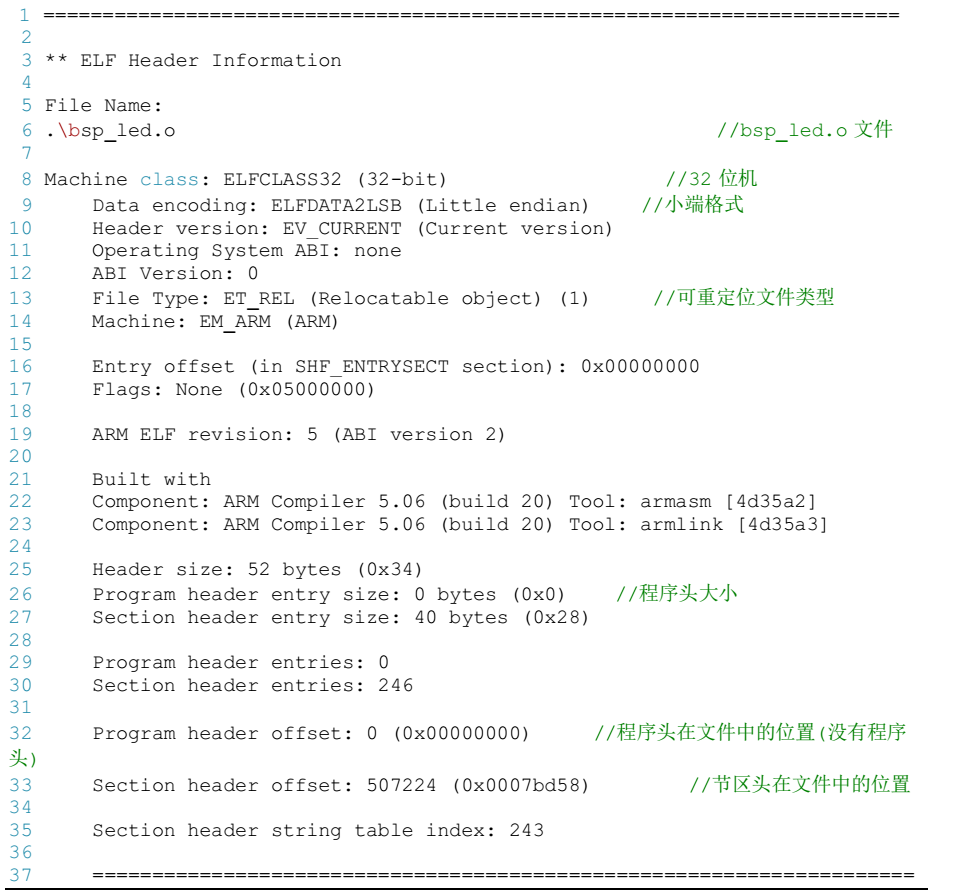 1 =========================================================================
2
3 ** ELF Header Information
4
5 File Name:
6 .\bsp_led.o //bsp_led.o 文件
7
8 Machine class: ELFCLASS32 (32-bit) //32 位机
9 Data encoding: ELFDATA2LSB (Little endian) //小端格式
10 Header version: EV_CURRENT (Current version)
11 Operating System ABI: none
12 ABI Version: 0
13 File Type: ET_REL (Relocatable object) (1) //可重定位文件类型
14 Machine: EM_ARM (ARM)
15
16 Entry offset (in SHF_ENTRYSECT section): 0x00000000
17 Flags: None (0x05000000)
18
19 ARM ELF revision: 5 (ABI version 2)
20
21 Built with
22 Component: ARM Compiler 5.06 (build 20) Tool: armasm [4d35a2]
23 Component: ARM Compiler 5.06 (build 20) Tool: armlink [4d35a3]
24
25 Header size: 52 bytes (0x34)
26 Program header entry size: 0 bytes (0x0) //程序头大小
27 Section header entry size: 40 bytes (0x28)
28
29 Program header entries: 0
30 Section header entries: 246
31
32 Program header offset: 0 (0x00000000) //程序头在文件中的位置(没有程序
头)
33 Section header offset: 507224 (0x0007bd58) //节区头在文件中的位置
34
35 Section header string table index: 243
36
37 ======================================================================